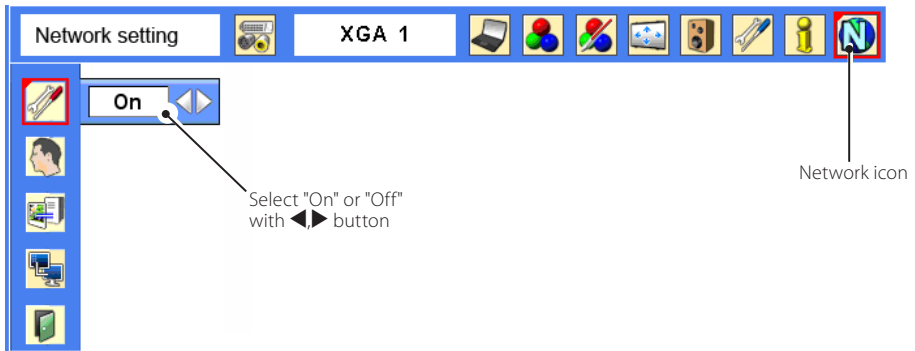 Network setting
XGA 1
On
Select "On" or "Off"
with ◀,▶ button
Network icon